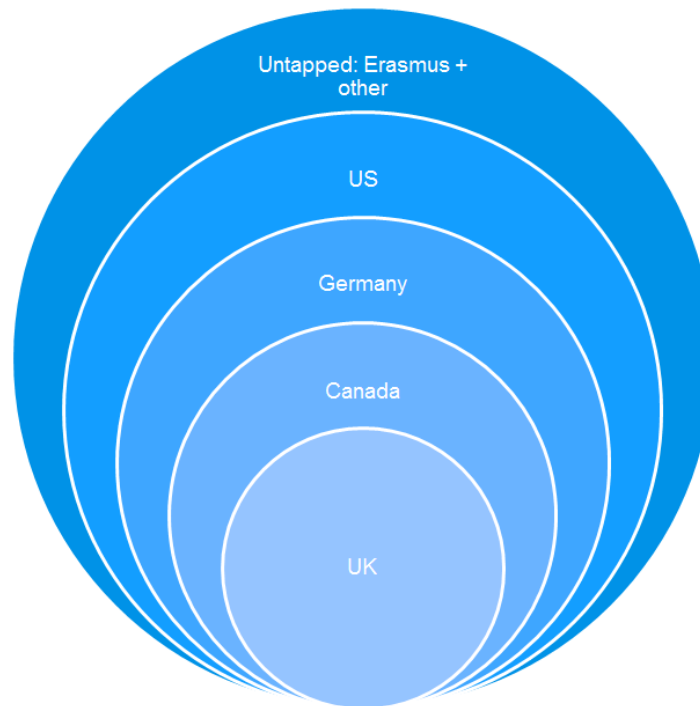 Untapped: Erasmus +
other
US
Germany
Canada
UK